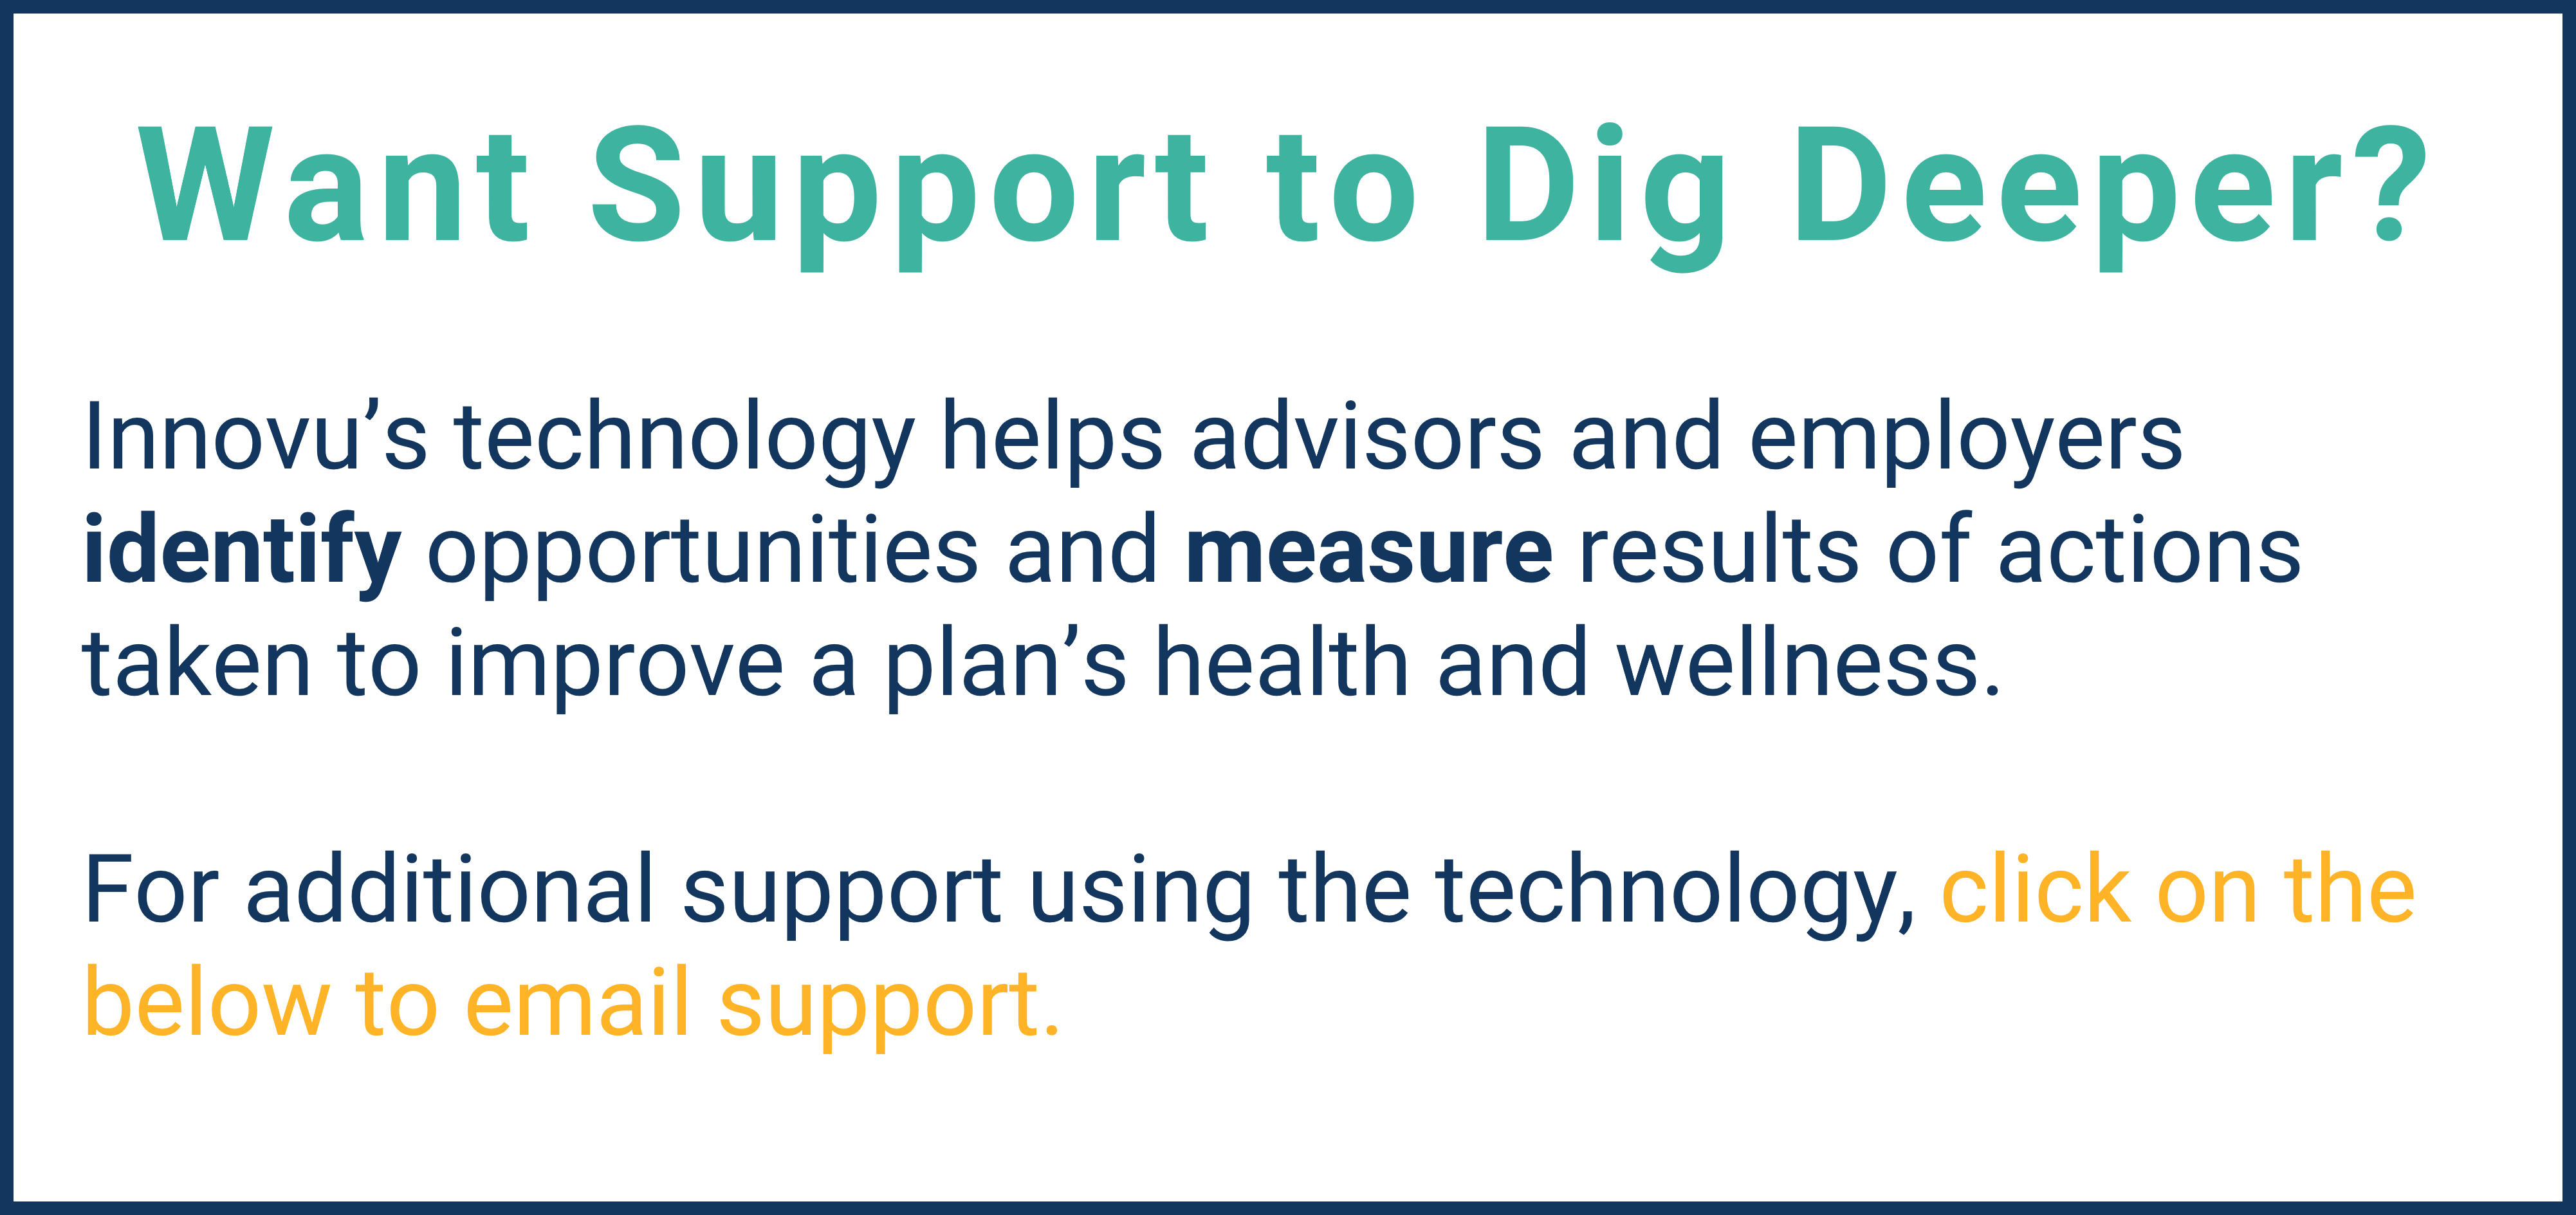 Want Support to Dig Deeper?
Innovu’s technology helps advisors and employers
identify opportunities and measure results of actions
taken to improve a plan’s health and wellness.
For additional support using the technology, click on the
below to email support.